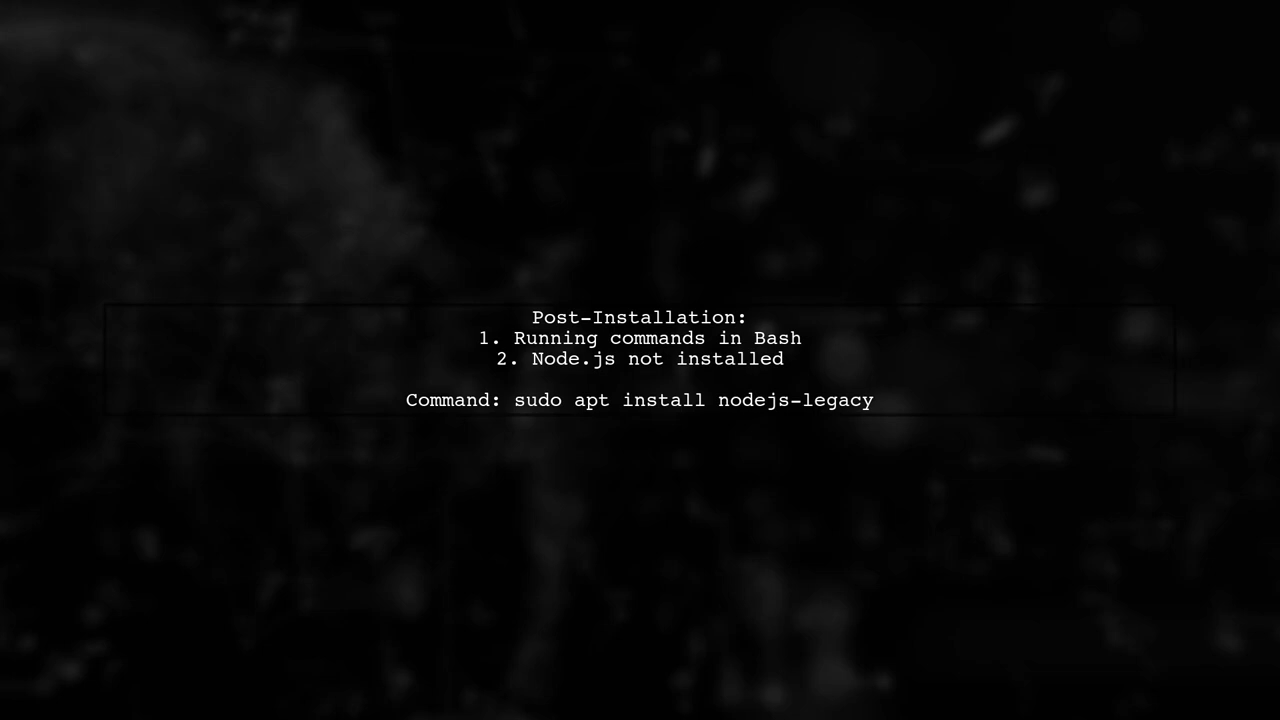 Post-Installation:
1. Running commands in Bash
2. Node.js not installed
Command: sudo apt install nodejs-legacy